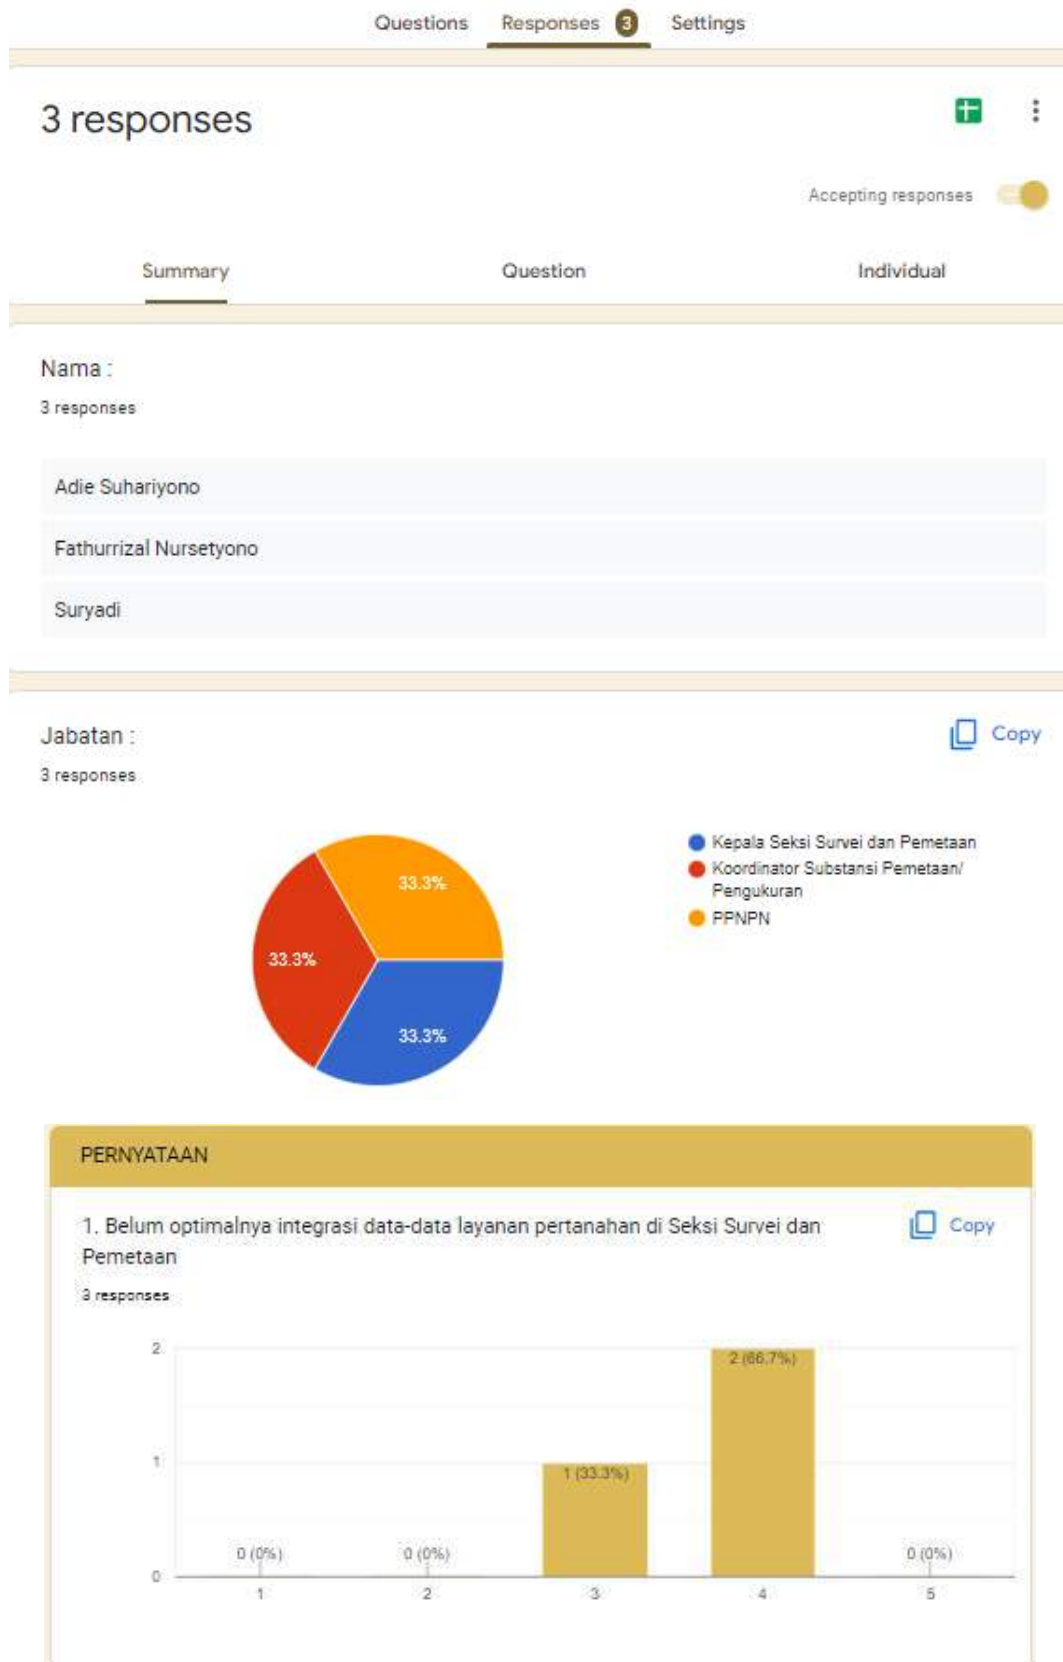 Questions Responses 3 Settings
3 responses
Accepting responses
Summary Question Individual
Nama :
3 responses
Adie Suhariyono
Fathurrizal Nursetyono
Suryadi
Jabatan :
Copy
3 responses
33.3%
33.3%
33.3%
Kepala Seksi Survei dan Pemetaan
Koordinator Substansi Pemetaan/
Pengukuran
PPNPN
PERNYATAAN
1. Belum optimalnya integrasi data-data layanan pertanahan di Seksi Survei dan
Pemetaan
Copy
3 responses
2
1
0
0 (0%) 0 (0%) 1 (33.3%) 2 (66.7%) 0 (0%)
1 2 3 4 5